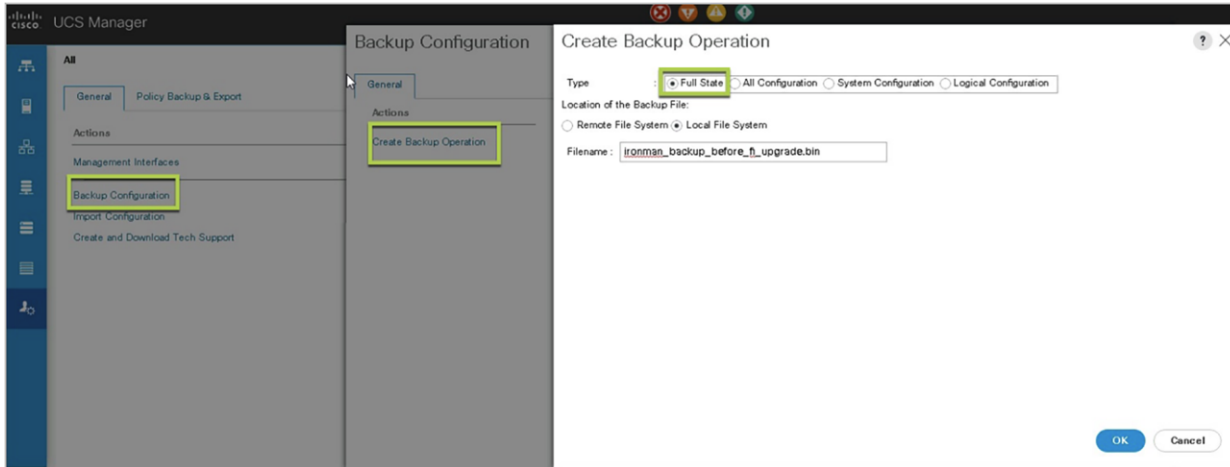 cisco. UCS Manager
All
General Policy Backup & Export
Actions
Management Interfaces
Backup Configuration
Import Configuration
Create and Download Tech Support
Backup Configuration
General
Actions
Create Backup Operation
Create Backup Operation
? ×
Type : Full State All Configuration System Configuration Logical Configuration
Location of the Backup File:
Remote File System Local File System
Filename : ironman_backup_before_fi_upgrade.bin
OK Cancel